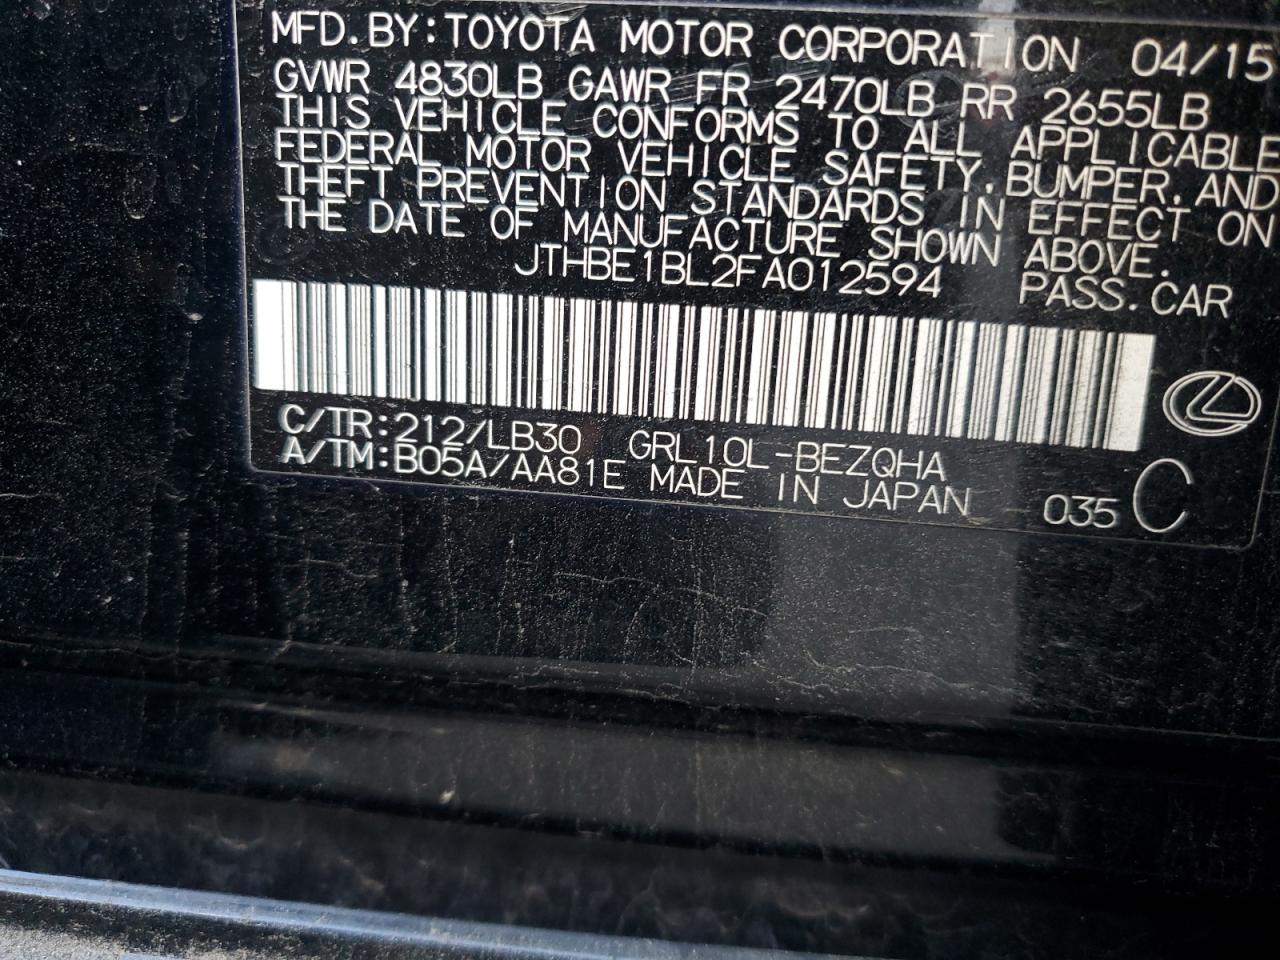 MFD.BY:TOYOTA MOTOR CORPORATION 04/15
GVWR 4830LB GAWR FR 2470LB RR 2655LB
THIS VEHICLE CONFORMS TO ALL APPLICABLE
FEDERAL MOTOR VEHICLE SAFETY,BUMPER,AND
THEFT PREVENTION STANDARDS IN EFFECT ON
THE DATE OF MANUFACTURE SHOWN ABOVE.
JTHBE1BL2FA012594 PASS.CAR
C/TR:212/LB30 GRL10L-BEZQHA
A/TM:B05A/AA81E MADE IN JAPAN 035 C